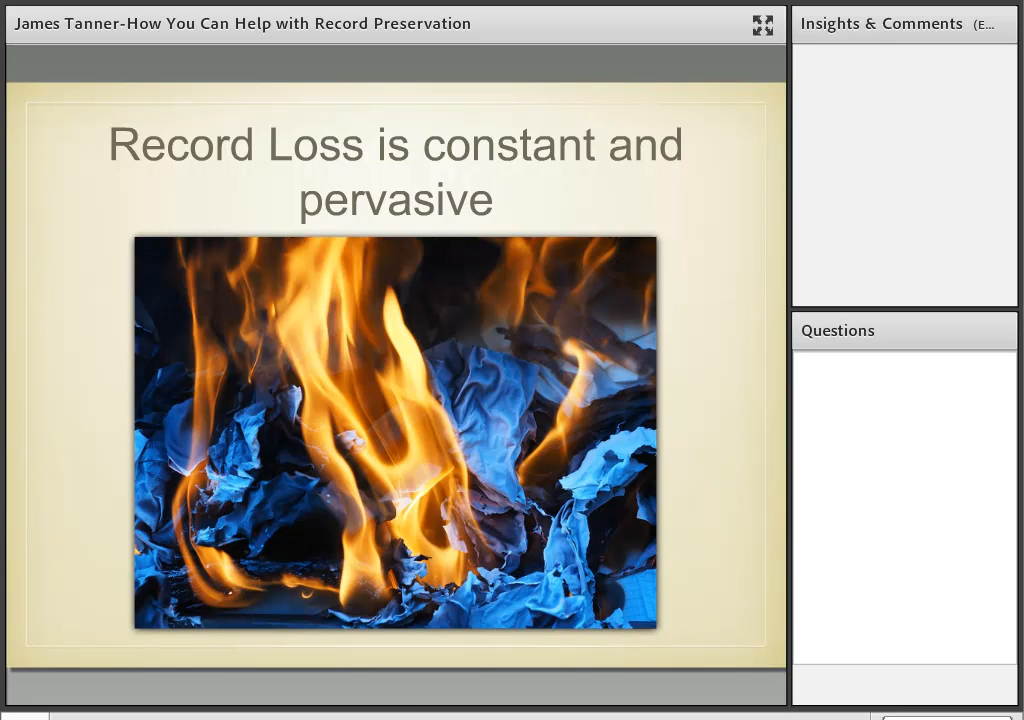 James Tanner-How You Can Help with Record Preservation
Insights & Comments (E...
Record Loss is constant and
pervasive
Questions